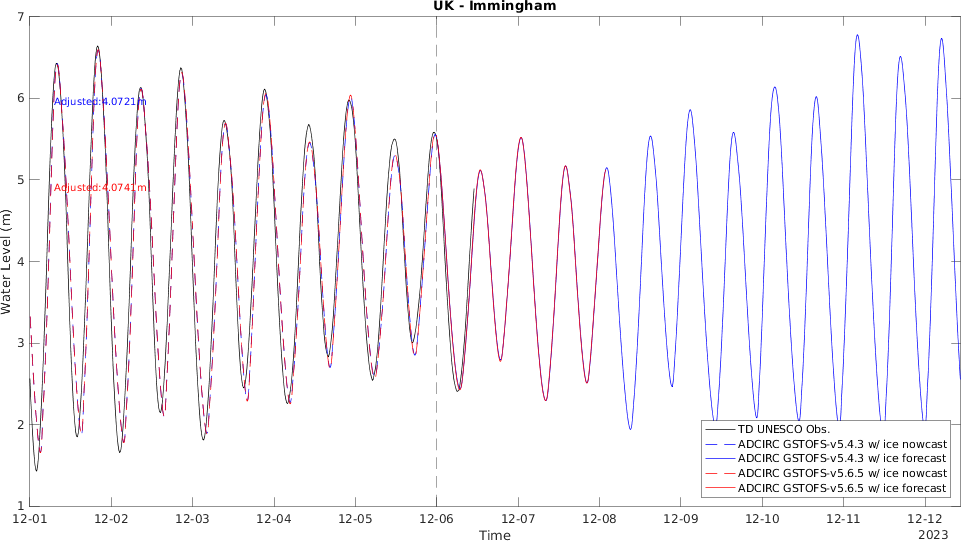 UK - Immingham
7
6
5
4
3
2
1
Water Level (m)
Adjusted:4.0721m
Adjusted:4.0741m
TD UNESCO Obs.
ADCIRC GSTOFS-v5.4.3 w/ ice nowcast
ADCIRC GSTOFS-v5.4.3 w/ ice forecast
ADCIRC GSTOFS-v5.6.5 w/ ice nowcast
ADCIRC GSTOFS-v5.6.5 w/ ice forecast
12-01 12-02 12-03 12-04 12-05 12-06 12-07 12-08 12-09 12-10 12-11 12-12
Time
2023